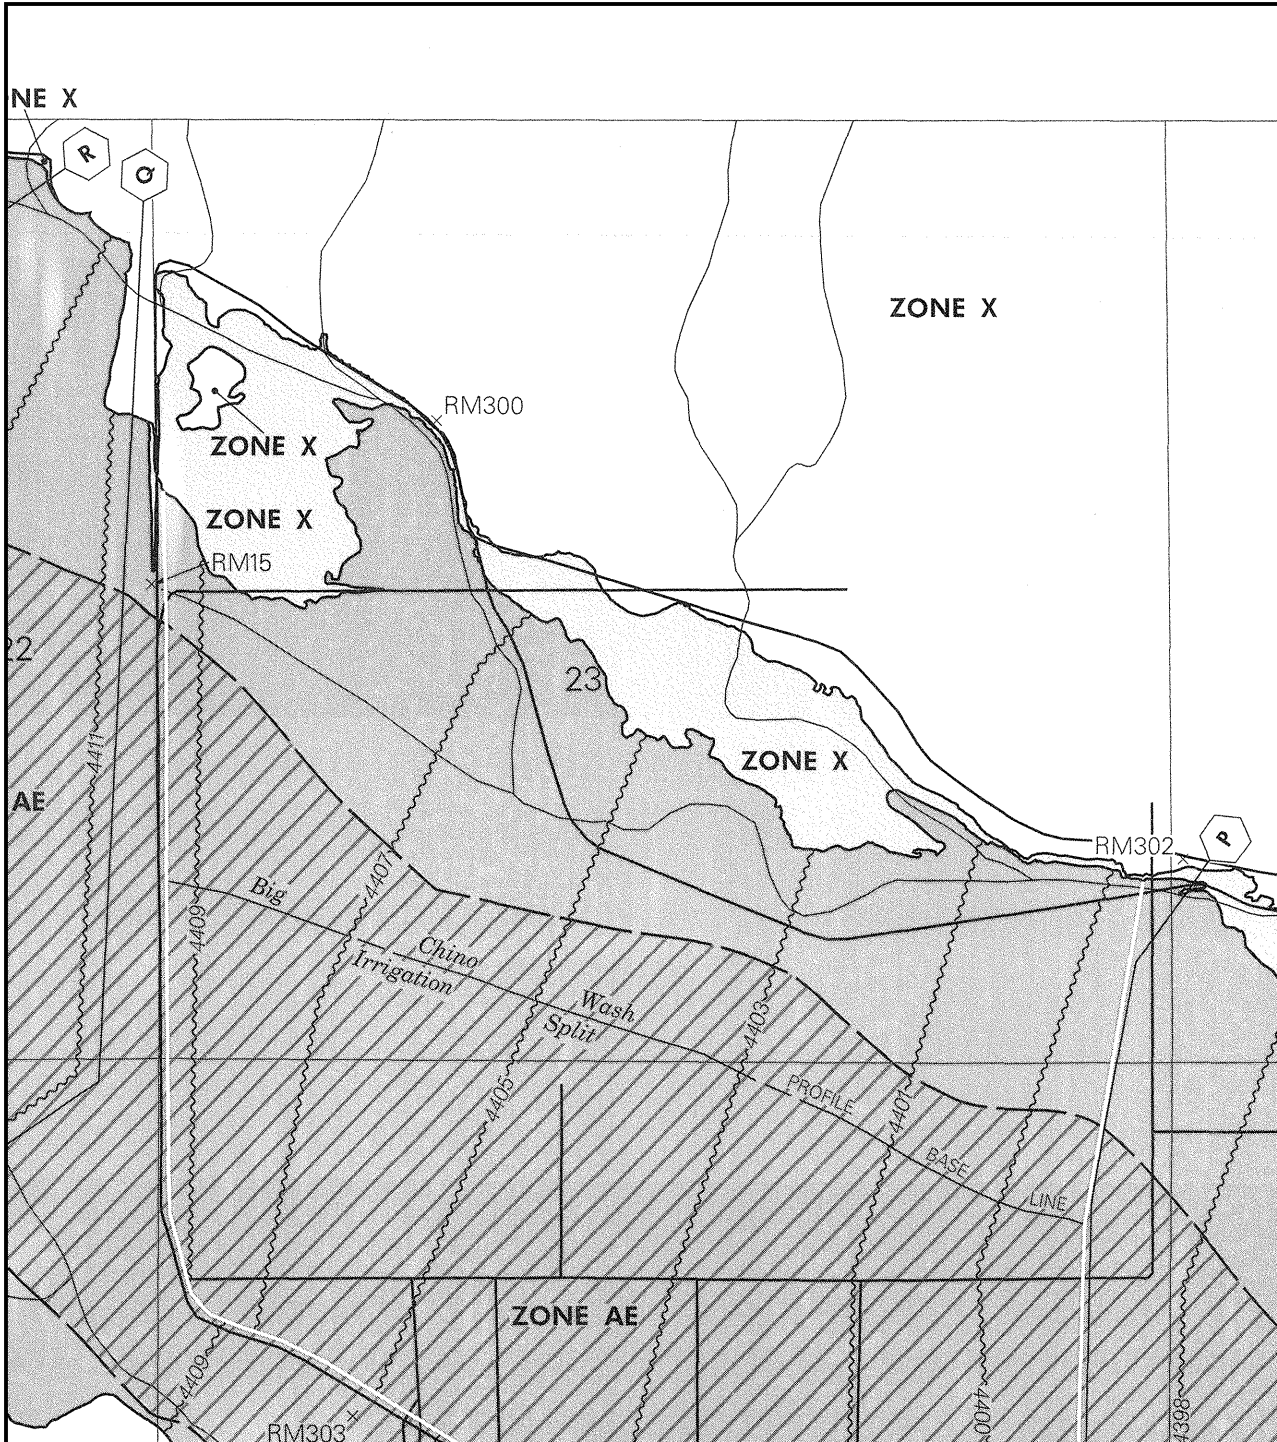 NE X
R
Q
ZONE X
RM300
ZONE X
ZONE X
RM15
22
23
4411
ZONE X
AE
RM302
P
4407
Big
4409
Chino
Irrigation
Wash
Split
4403
4405
PROFILE
4401
BASE
LINE
ZONE AE
4409
4400
4398
RM303